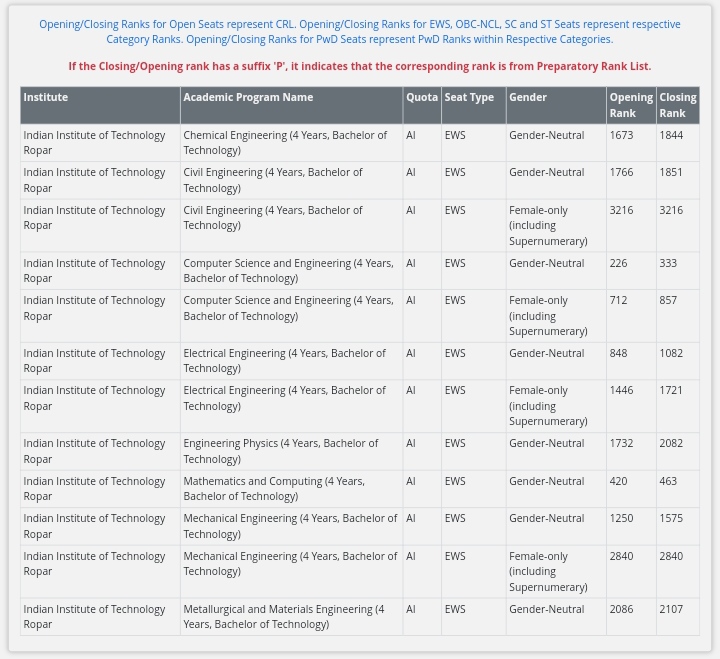 Opening/Closing Ranks for Open Seats represent CRL. Opening/Closing Ranks for EWS, OBC-NCL, SC and ST Seats represent respective
Category Ranks. Opening/Closing Ranks for PwD Seats represent PwD Ranks within Respective Categories.
If the Closing/Opening rank has a suffix 'P', it indicates that the corresponding rank is from Preparatory Rank List.
Institute Academic Program Name Quota Seat Type Gender Opening Closing
Rank Rank
Indian Institute of Technology Chemical Engineering (4 Years, Bachelor of AI EWS Gender-Neutral 1673 1844
Ropar Technology)
Indian Institute of Technology Civil Engineering (4 Years, Bachelor of AI EWS Gender-Neutral 1766 1851
Ropar Technology)
Indian Institute of Technology Civil Engineering (4 Years, Bachelor of AI EWS Female-only 3216 3216
Ropar Technology) (including
Supernumerary)
Indian Institute of Technology Computer Science and Engineering (4 Years, AI EWS Gender-Neutral 226 333
Ropar Bachelor of Technology)
Indian Institute of Technology Computer Science and Engineering (4 Years, AI EWS Female-only 712 857
Ropar Bachelor of Technology) (including
Supernumerary)
Indian Institute of Technology Electrical Engineering (4 Years, Bachelor of AI EWS Gender-Neutral 848 1082
Ropar Technology)
Indian Institute of Technology Electrical Engineering (4 Years, Bachelor of AI EWS Female-only 1446 1721
Ropar Technology) (including
Supernumerary)
Indian Institute of Technology Engineering Physics (4 Years, Bachelor of AI EWS Gender-Neutral 1732 2082
Ropar Technology)
Indian Institute of Technology Mathematics and Computing (4 Years, AI EWS Gender-Neutral 420 463
Ropar Bachelor of Technology)
Indian Institute of Technology Mechanical Engineering (4 Years, Bachelor of AI EWS Gender-Neutral 1250 1575
Ropar Technology)
Indian Institute of Technology Mechanical Engineering (4 Years, Bachelor of AI EWS Female-only 2840 2840
Ropar Technology) (including
Supernumerary)
Indian Institute of Technology Metallurgical and Materials Engineering (4 AI EWS Gender-Neutral 2086 2107
Ropar Years, Bachelor of Technology)